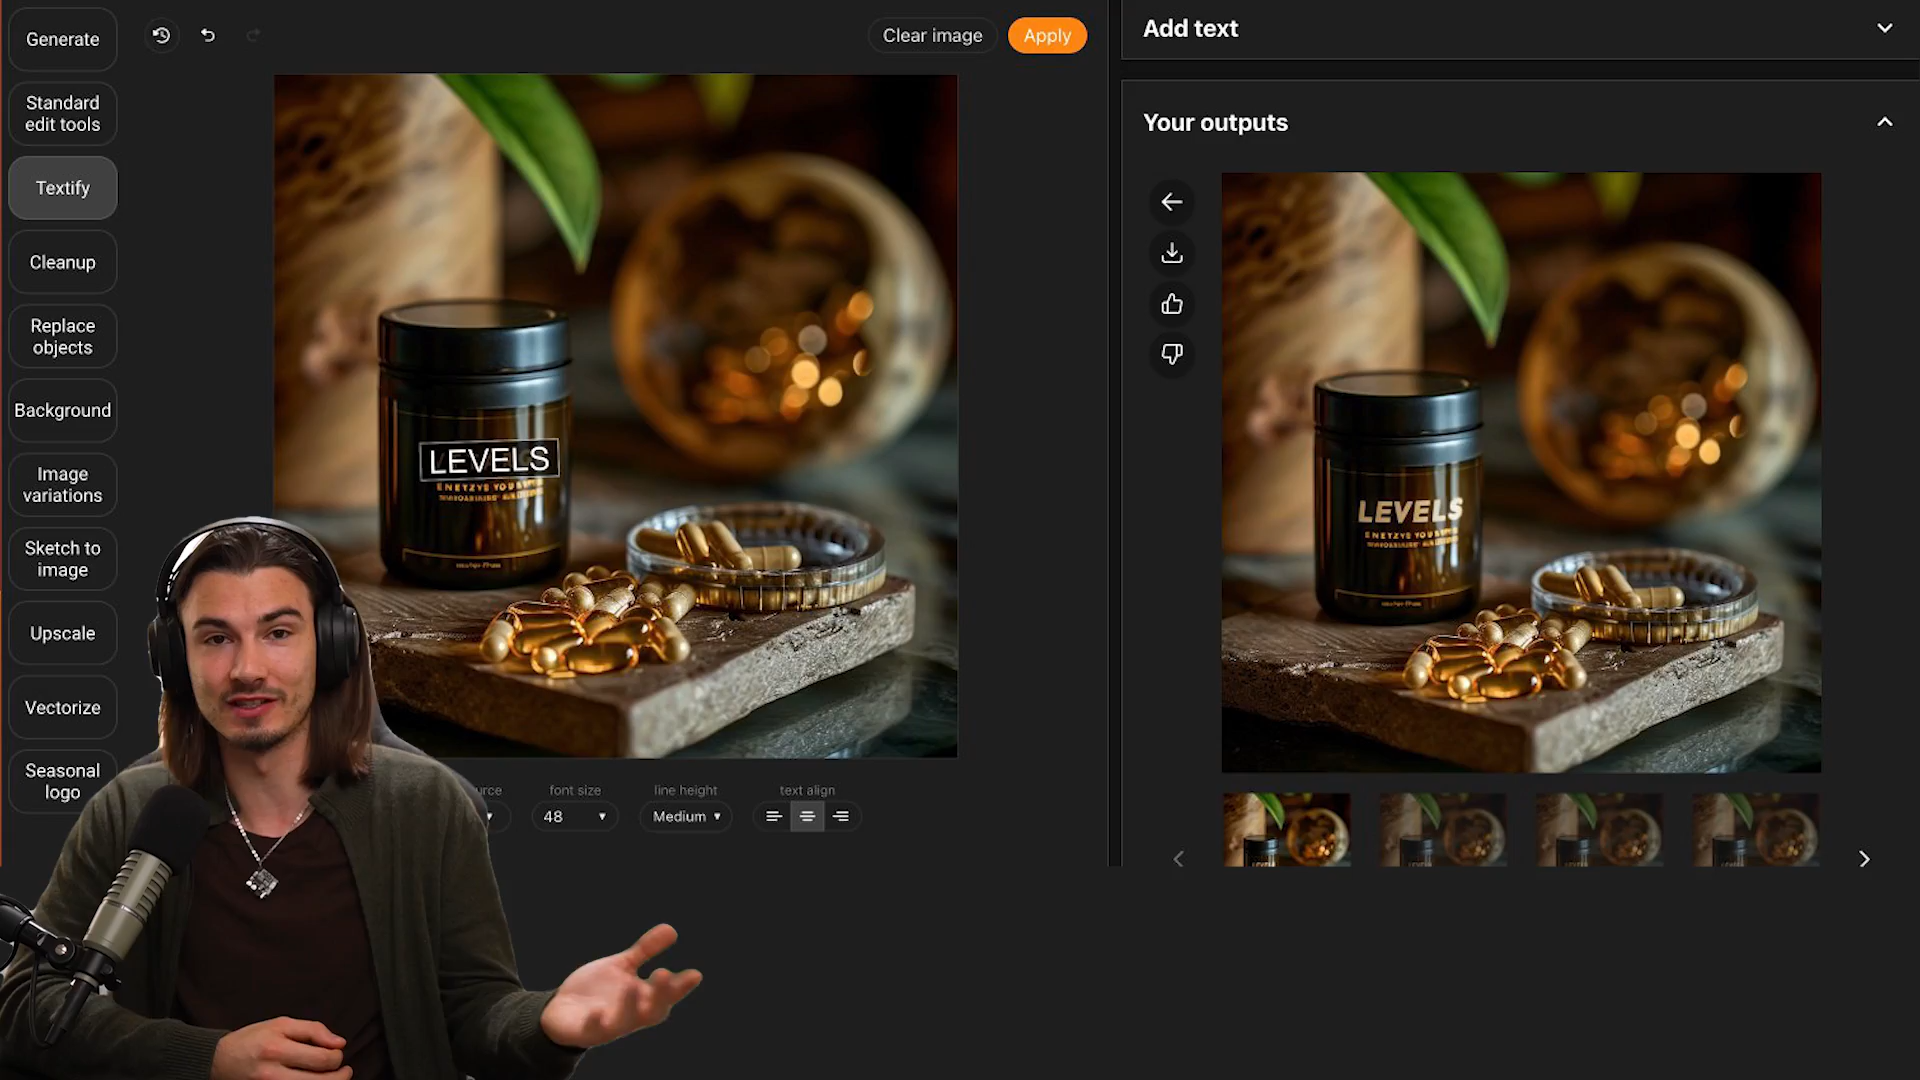 Generate
Standard
edit tools
Textify
Cleanup
Replace
objects
Background
Image
variations
Sketch to
image
Upscale
Vectorize
Seasonal
logo
Clear image
Apply
LEVELS
font size
48
line height
Medium
text align
Add text
Your outputs
LEVELS